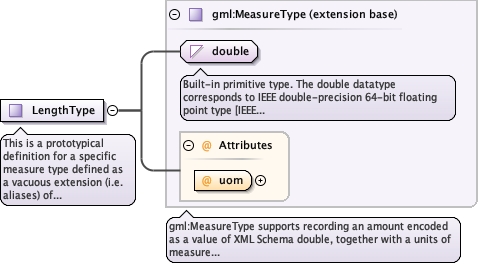 gml:MeasureType (extension base)
double
Built-in primitive type. The double datatype
corresponds to IEEE double-precision 64-bit floating
point type [IEEE...
LengthType
This is a prototypical
definition for a specific
measure type defined as
a vacuous extension (i.e.
aliases) of...
@ Attributes
@ uom
gml:MeasureType supports recording an amount encoded
as a value of XML Schema double, together with a units of
measure...